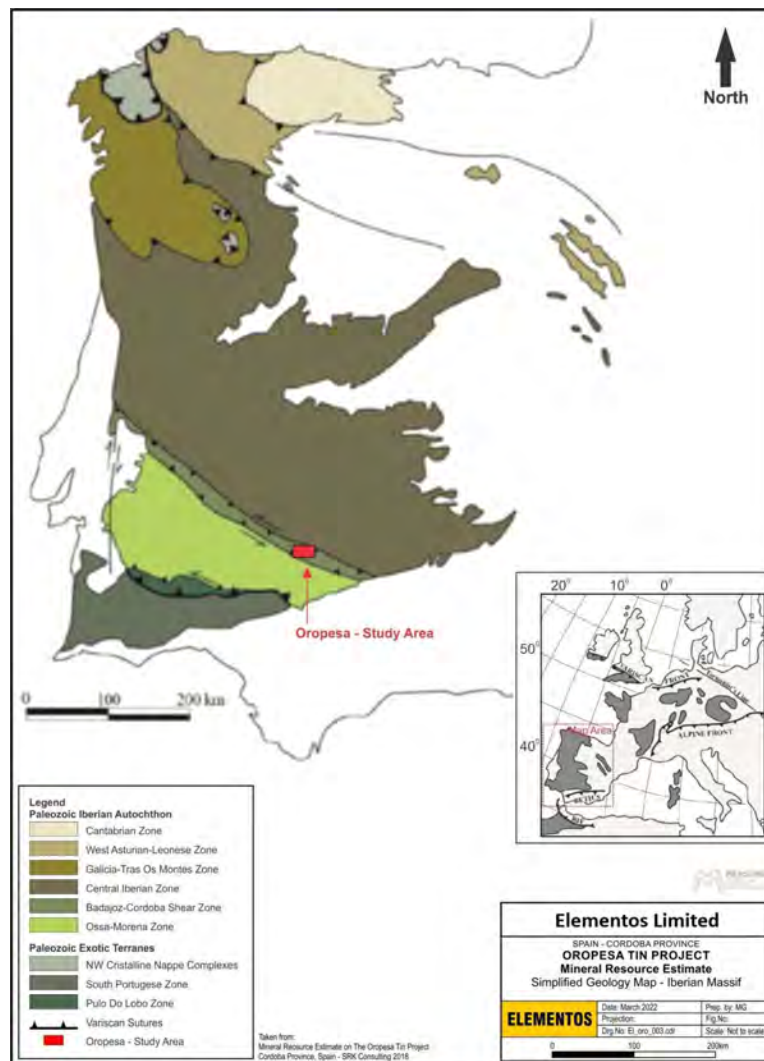 North
Oropesa - Study Area
0 100 200 km
20° 10° 0°
50°
40°
VARISCAN FRONT
Map Area
ALPINE FRONT
BETICS
Legend
Paleozoic Iberian Autochthon
Cantabrian Zone
West Asturian-Leonese Zone
Galicia-Tras Os Montes Zone
Central Iberian Zone
Badajoz-Cordoba Shear Zone
Ossa-Morena Zone
Paleozoic Exotic Terranes
NW Cristalline Nappe Complexes
South Portugese Zone
Pulo Do Lobo Zone
Variscan Sutures
Oropesa - Study Area
Taken from:
Mineral Reosurce Estimate on The Oropesa Tin Project
Cordoba Province, Spain - SRK Consulting 2018
Elementos Limited
SPAIN - CORDOBA PROVINCE
OROPESA TIN PROJECT
Mineral Resource Estimate
Simplified Geology Map - Iberian Massif
ELEMENTOS
Date: March 2022 Prep. by: MG
Projection: Fig.No:
Drg.No: El_oro_003.cdr Scale: Not to scale
0 100 200km